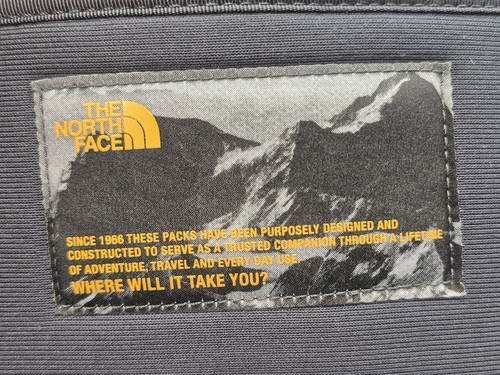 THE
NORTH
FACE
SINCE 1966 THESE PACKS HAVE BEEN PURPOSELY DESIGNED AND
CONSTRUCTED TO SERVE AS A TRUSTED COMPANION THROUGH A LIFETIME
OF ADVENTURE, TRAVEL AND EVERY DAY USE
WHERE WILL IT TAKE YOU?